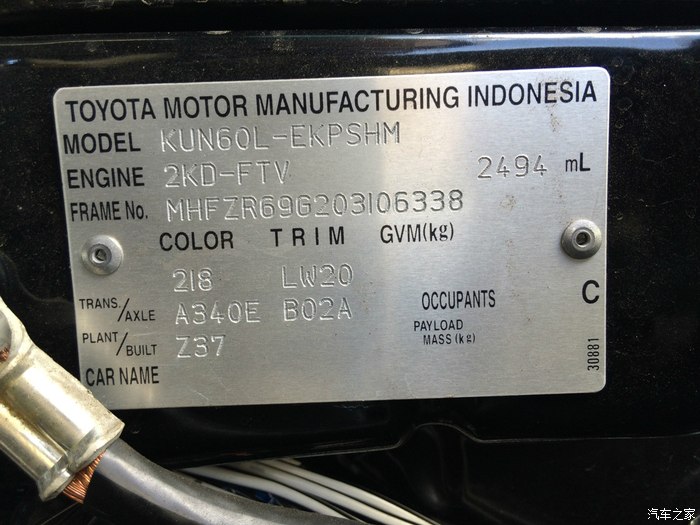 TOYOTA MOTOR MANUFACTURING INDONESIA
MODEL KUN60L-EKPSHM
ENGINE 2KD-FTV 2494 mL
FRAME No. MHFZR69G203106338
COLOR TRIM GVM(kg)
218 LW20
TRANS./AXLE A340E B02A OCCUPANTS C
PLANT/BUILT Z37 PAYLOAD MASS (kg)
CAR NAME
30881
汽车之家